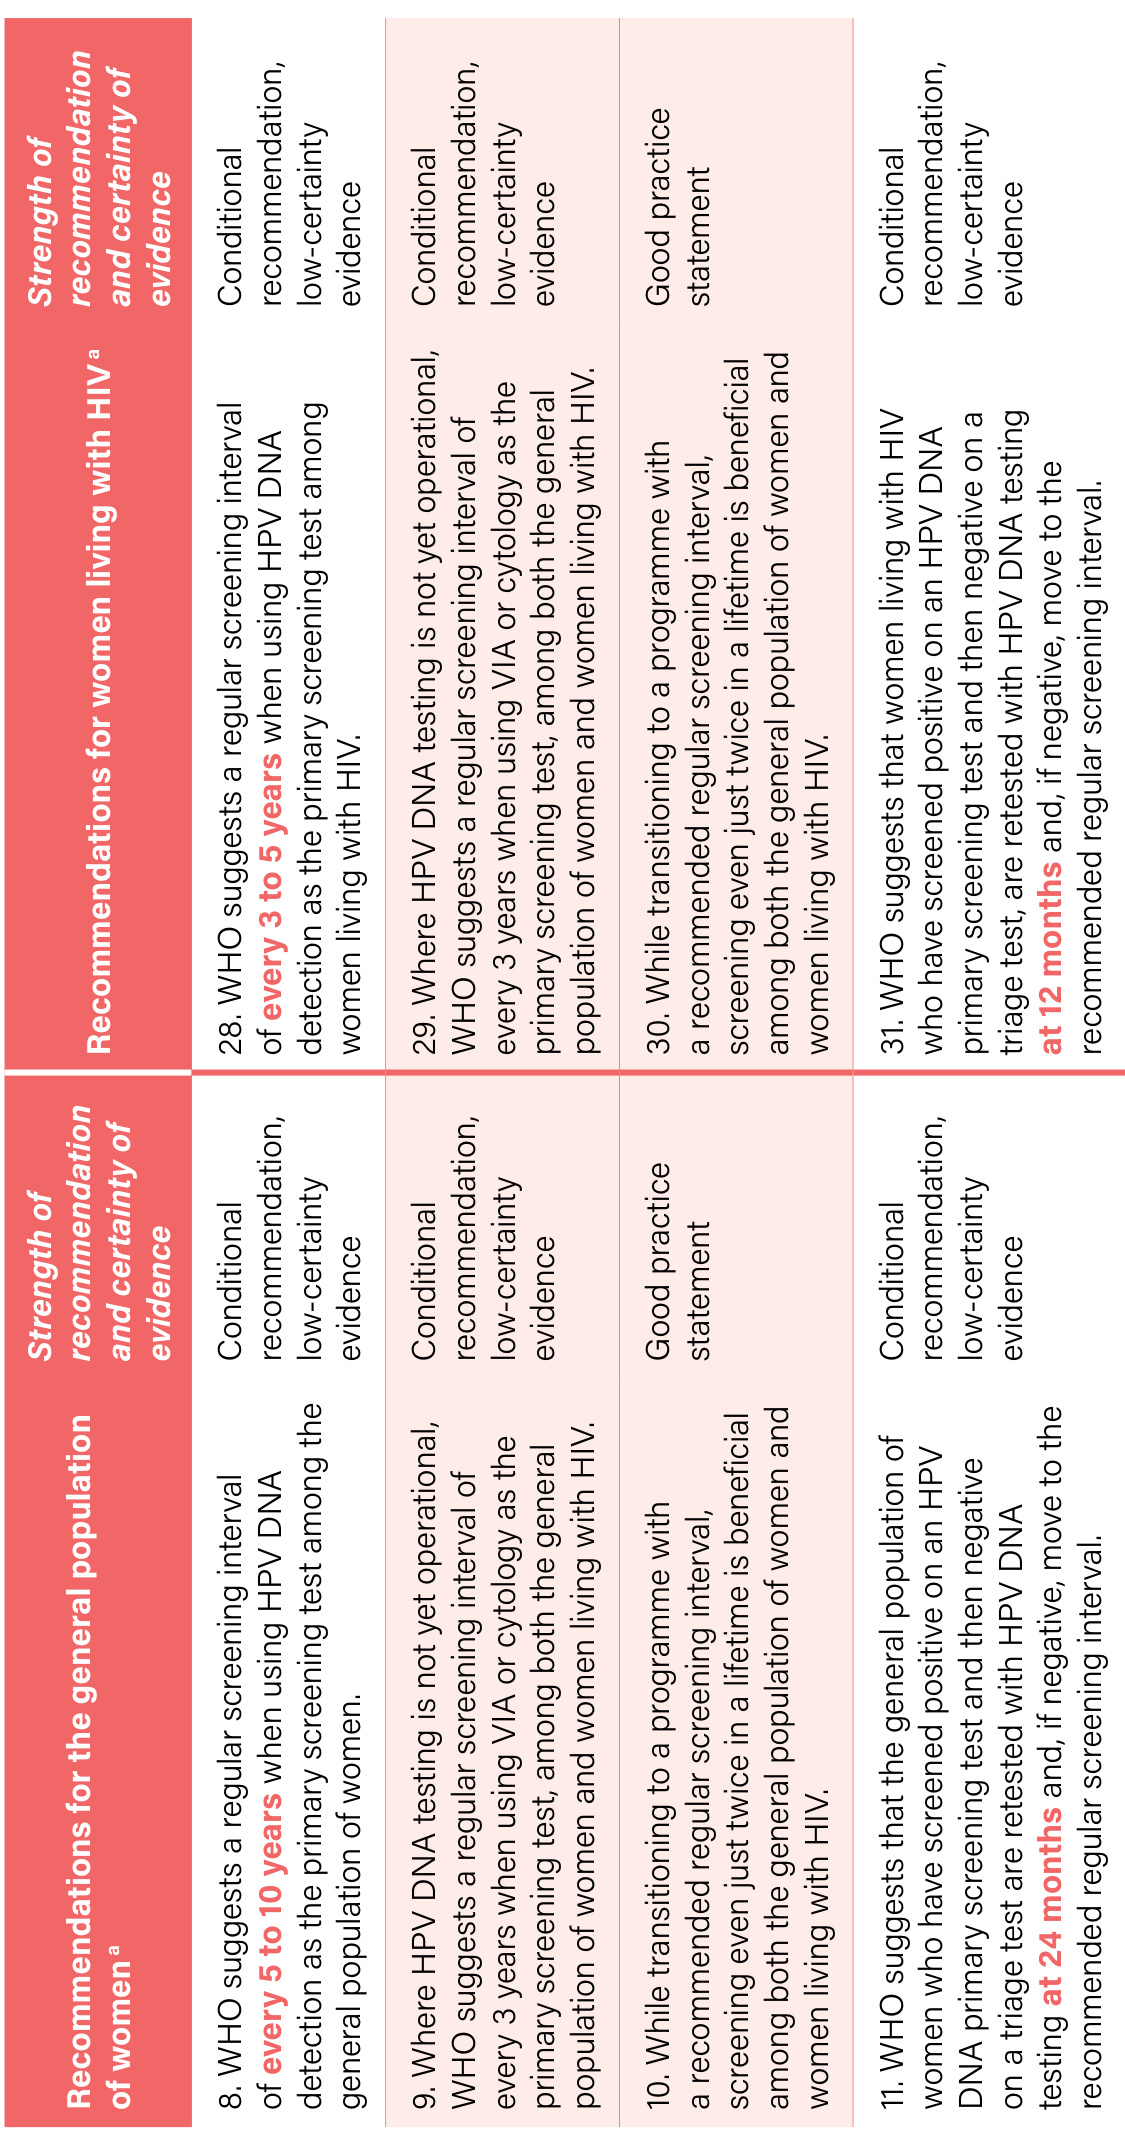 Recommendations for the general population
of women a
Strength of
recommendation
and certainty of
evidence
Recommendations for women living with HIV a
Strength of
recommendation
and certainty of
evidence
8. WHO suggests a regular screening interval
of every 5 to 10 years when using HPV DNA
detection as the primary screening test among the
general population of women.
Conditional
recommendation,
low-certainty
evidence
28. WHO suggests a regular screening interval
of every 3 to 5 years when using HPV DNA
detection as the primary screening test among
women living with HIV.
Conditional
recommendation,
low-certainty
evidence
9. Where HPV DNA testing is not yet operational,
WHO suggests a regular screening interval of
every 3 years when using VIA or cytology as the
primary screening test, among both the general
population of women and women living with HIV.
Conditional
recommendation,
low-certainty
evidence
29. Where HPV DNA testing is not yet operational,
WHO suggests a regular screening interval of
every 3 years when using VIA or cytology as the
primary screening test, among both the general
population of women and women living with HIV.
Conditional
recommendation,
low-certainty
evidence
10. While transitioning to a programme with
a recommended regular screening interval,
screening even just twice in a lifetime is beneficial
among both the general population of women and
women living with HIV.
Good practice
statement
30. While transitioning to a programme with
a recommended regular screening interval,
screening even just twice in a lifetime is beneficial
among both the general population of women and
women living with HIV.
Good practice
statement
11. WHO suggests that the general population of
women who have screened positive on an HPV
DNA primary screening test and then negative
on a triage test are retested with HPV DNA
testing at 24 months and, if negative, move to the
recommended regular screening interval.
Conditional
recommendation,
low-certainty
evidence
31. WHO suggests that women living with HIV
who have screened positive on an HPV DNA
primary screening test and then negative on a
triage test, are retested with HPV DNA testing
at 12 months and, if negative, move to the
recommended regular screening interval.
Conditional
recommendation,
low-certainty
evidence